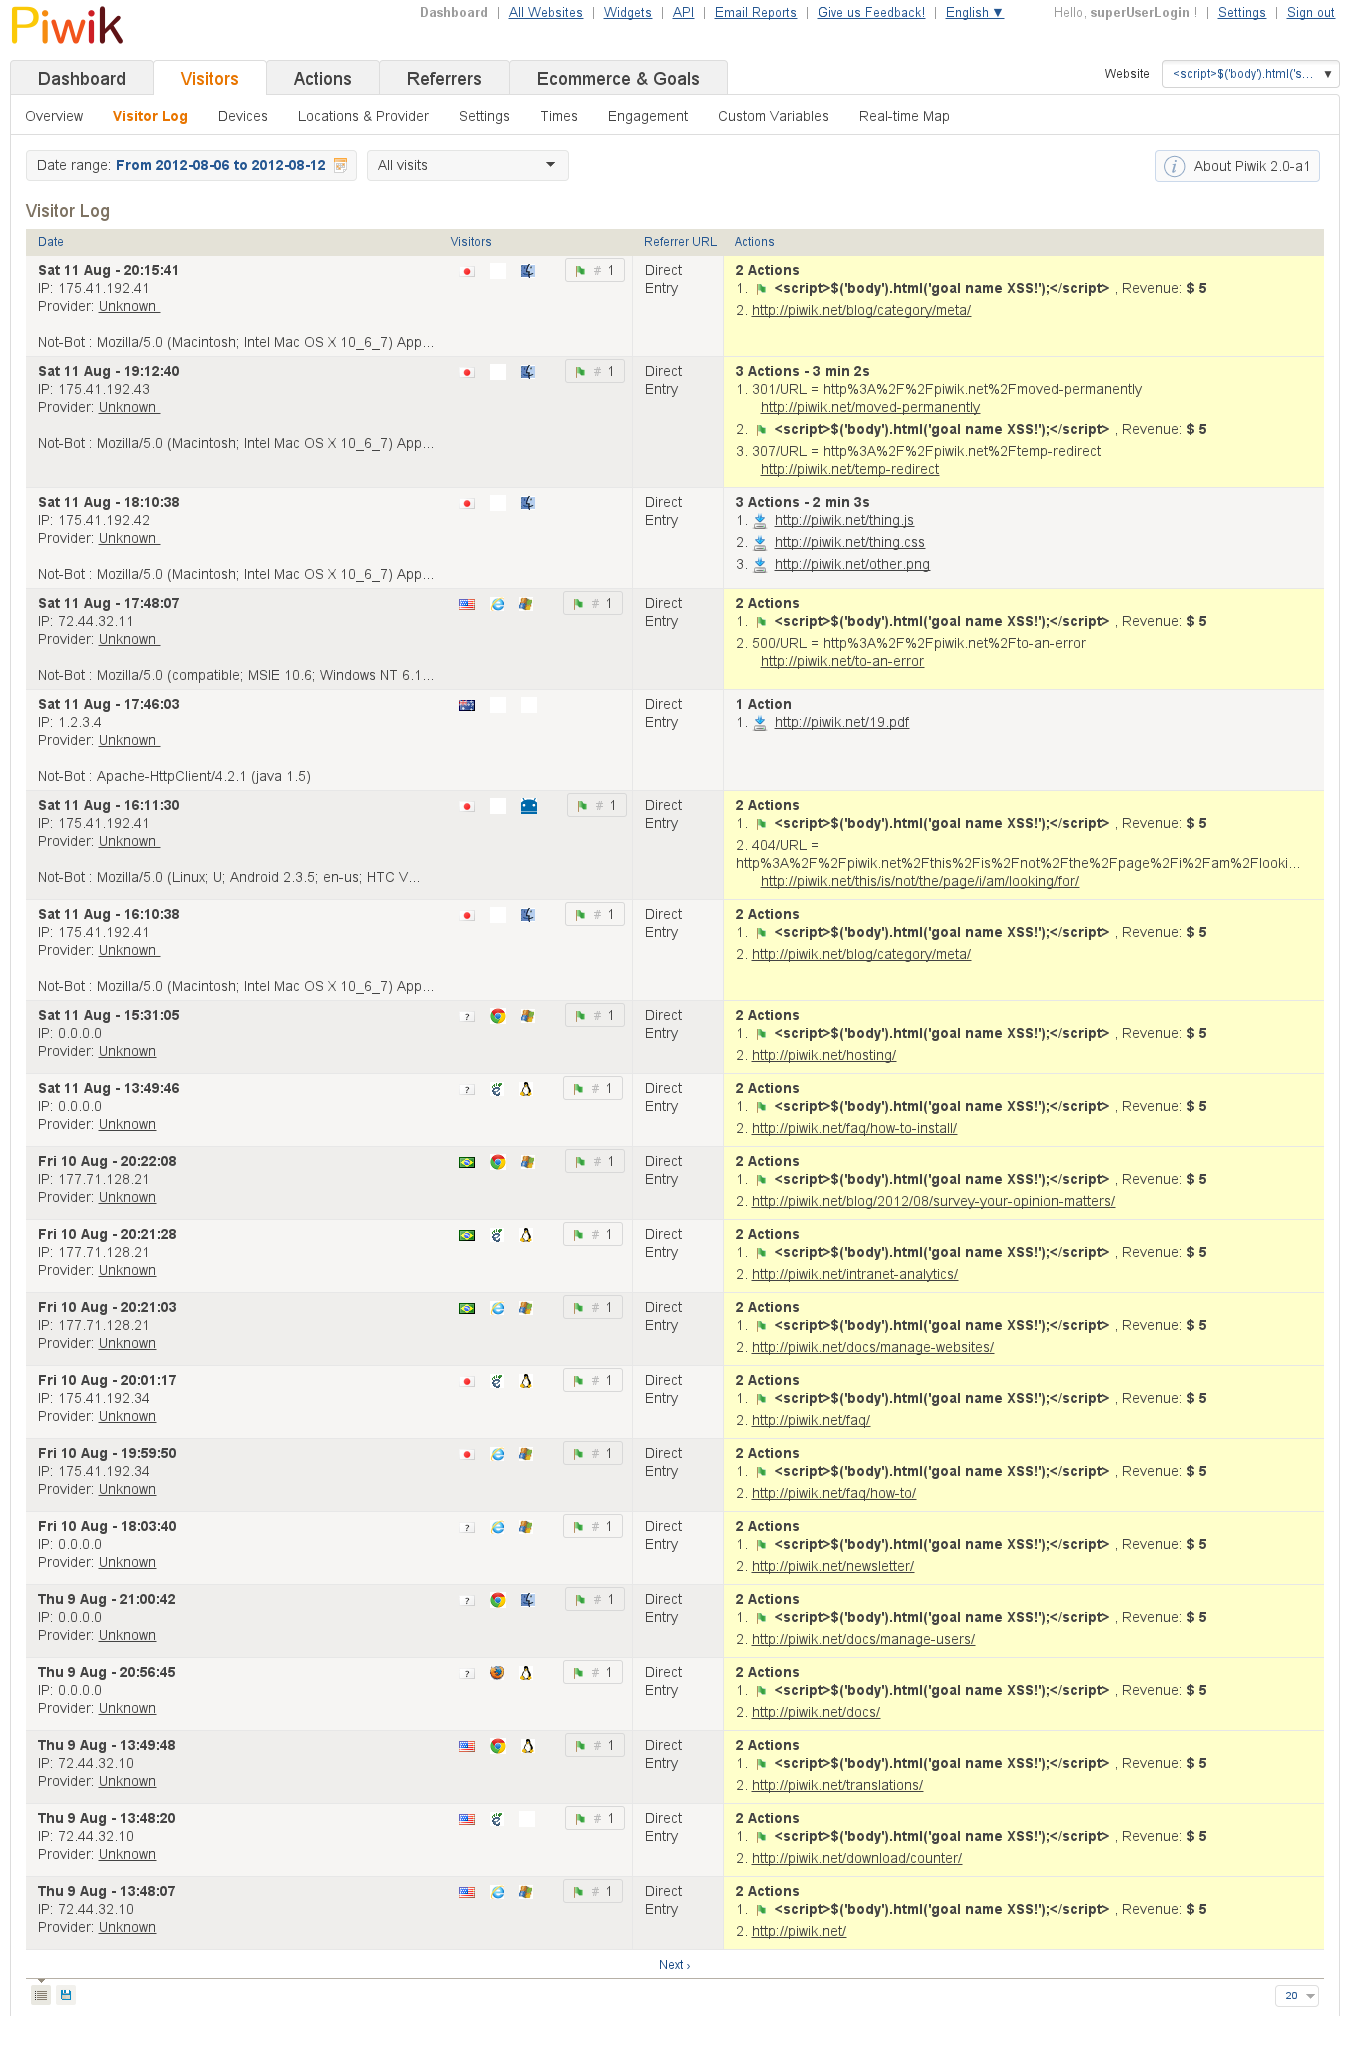 Piwik
Dashboard | All Websites | Widgets | API | Email Reports | Give us Feedback! | English ▼
Hello, superUserLogin ! | Settings | Sign out
Dashboard Visitors Actions Referrers Ecommerce & Goals
Website <script>$('body').html('s... ▼
Overview Visitor Log Devices Locations & Provider Settings Times Engagement Custom Variables Real-time Map
Date range: From 2012-08-06 to 2012-08-12 All visits
About Piwik 2.0-a1
Visitor Log
Date Visitors Referrer URL Actions
Sat 11 Aug - 20:15:41 # 1 Direct 2 Actions
IP: 175.41.192.41 Entry 1. <script>$('body').html('goal name XSS!');</script> , Revenue: $ 5
Provider: Unknown 2. http://piwik.net/blog/category/meta/
Not-Bot : Mozilla/5.0 (Macintosh; Intel Mac OS X 10_6_7) App...
Sat 11 Aug - 19:12:40 # 1 Direct 3 Actions - 3 min 2s
IP: 175.41.192.43 Entry 1. 301/URL = http%3A%2F%2Fpiwik.net%2Fmoved-permanently
Provider: Unknown http://piwik.net/moved-permanently
2. <script>$('body').html('goal name XSS!');</script> , Revenue: $ 5
Not-Bot : Mozilla/5.0 (Macintosh; Intel Mac OS X 10_6_7) App...
3. 307/URL = http%3A%2F%2Fpiwik.net%2Ftemp-redirect
http://piwik.net/temp-redirect
Sat 11 Aug - 18:10:38 Direct 3 Actions - 2 min 3s
IP: 175.41.192.42 Entry 1. http://piwik.net/thing.js
Provider: Unknown 2. http://piwik.net/thing.css
3. http://piwik.net/other.png
Not-Bot : Mozilla/5.0 (Macintosh; Intel Mac OS X 10_6_7) App...
Sat 11 Aug - 17:48:07 # 1 Direct 2 Actions
IP: 72.44.32.11 Entry 1. <script>$('body').html('goal name XSS!');</script> , Revenue: $ 5
Provider: Unknown 2. 500/URL = http%3A%2F%2Fpiwik.net%2Fto-an-error
http://piwik.net/to-an-error
Not-Bot : Mozilla/5.0 (compatible; MSIE 10.6; Windows NT 6.1...
Sat 11 Aug - 17:46:03 Direct 1 Action
IP: 1.2.3.4 Entry 1. http://piwik.net/19.pdf
Provider: Unknown
Not-Bot : Apache-HttpClient/4.2.1 (java 1.5)
Sat 11 Aug - 16:11:30 # 1 Direct 2 Actions
IP: 175.41.192.41 Entry 1. <script>$('body').html('goal name XSS!');</script> , Revenue: $ 5
Provider: Unknown 2. 404/URL =
http%3A%2F%2Fpiwik.net%2Fthis%2Fis%2Fnot%2Fthe%2Fpage%2Fi%2Fam%2Flooki...
Not-Bot : Mozilla/5.0 (Linux; U; Android 2.3.5; en-us; HTC V... http://piwik.net/this/is/not/the/page/i/am/looking/for/
Sat 11 Aug - 16:10:38 # 1 Direct 2 Actions
IP: 175.41.192.41 Entry 1. <script>$('body').html('goal name XSS!');</script> , Revenue: $ 5
Provider: Unknown 2. http://piwik.net/blog/category/meta/
Not-Bot : Mozilla/5.0 (Macintosh; Intel Mac OS X 10_6_7) App...
Sat 11 Aug - 15:31:05 ? # 1 Direct 2 Actions
IP: 0.0.0.0 Entry 1. <script>$('body').html('goal name XSS!');</script> , Revenue: $ 5
Provider: Unknown 2. http://piwik.net/hosting/
Sat 11 Aug - 13:49:46 ? # 1 Direct 2 Actions
IP: 0.0.0.0 Entry 1. <script>$('body').html('goal name XSS!');</script> , Revenue: $ 5
Provider: Unknown 2. http://piwik.net/faq/how-to-install/
Fri 10 Aug - 20:22:08 # 1 Direct 2 Actions
IP: 177.71.128.21 Entry 1. <script>$('body').html('goal name XSS!');</script> , Revenue: $ 5
Provider: Unknown 2. http://piwik.net/blog/2012/08/survey-your-opinion-matters/
Fri 10 Aug - 20:21:28 # 1 Direct 2 Actions
IP: 177.71.128.21 Entry 1. <script>$('body').html('goal name XSS!');</script> , Revenue: $ 5
Provider: Unknown 2. http://piwik.net/intranet-analytics/
Fri 10 Aug - 20:21:03 # 1 Direct 2 Actions
IP: 177.71.128.21 Entry 1. <script>$('body').html('goal name XSS!');</script> , Revenue: $ 5
Provider: Unknown 2. http://piwik.net/docs/manage-websites/
Fri 10 Aug - 20:01:17 # 1 Direct 2 Actions
IP: 175.41.192.34 Entry 1. <script>$('body').html('goal name XSS!');</script> , Revenue: $ 5
Provider: Unknown 2. http://piwik.net/faq/
Fri 10 Aug - 19:59:50 # 1 Direct 2 Actions
IP: 175.41.192.34 Entry 1. <script>$('body').html('goal name XSS!');</script> , Revenue: $ 5
Provider: Unknown 2. http://piwik.net/faq/how-to/
Fri 10 Aug - 18:03:40 ? # 1 Direct 2 Actions
IP: 0.0.0.0 Entry 1. <script>$('body').html('goal name XSS!');</script> , Revenue: $ 5
Provider: Unknown 2. http://piwik.net/newsletter/
Thu 9 Aug - 21:00:42 ? # 1 Direct 2 Actions
IP: 0.0.0.0 Entry 1. <script>$('body').html('goal name XSS!');</script> , Revenue: $ 5
Provider: Unknown 2. http://piwik.net/docs/manage-users/
Thu 9 Aug - 20:56:45 ? # 1 Direct 2 Actions
IP: 0.0.0.0 Entry 1. <script>$('body').html('goal name XSS!');</script> , Revenue: $ 5
Provider: Unknown 2. http://piwik.net/docs/
Thu 9 Aug - 13:49:48 # 1 Direct 2 Actions
IP: 72.44.32.10 Entry 1. <script>$('body').html('goal name XSS!');</script> , Revenue: $ 5
Provider: Unknown 2. http://piwik.net/translations/
Thu 9 Aug - 13:48:20 # 1 Direct 2 Actions
IP: 72.44.32.10 Entry 1. <script>$('body').html('goal name XSS!');</script> , Revenue: $ 5
Provider: Unknown 2. http://piwik.net/download/counter/
Thu 9 Aug - 13:48:07 # 1 Direct 2 Actions
IP: 72.44.32.10 Entry 1. <script>$('body').html('goal name XSS!');</script> , Revenue: $ 5
Provider: Unknown 2. http://piwik.net/
Next ›
20